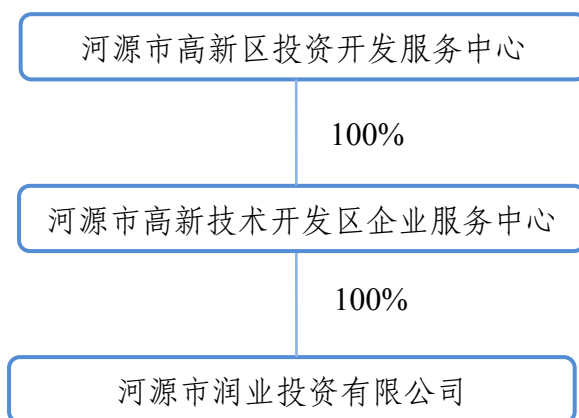 河源市高新区投资开发服务中心
100%
河源市高新技术开发区企业服务中心
100%
河源市润业投资有限公司